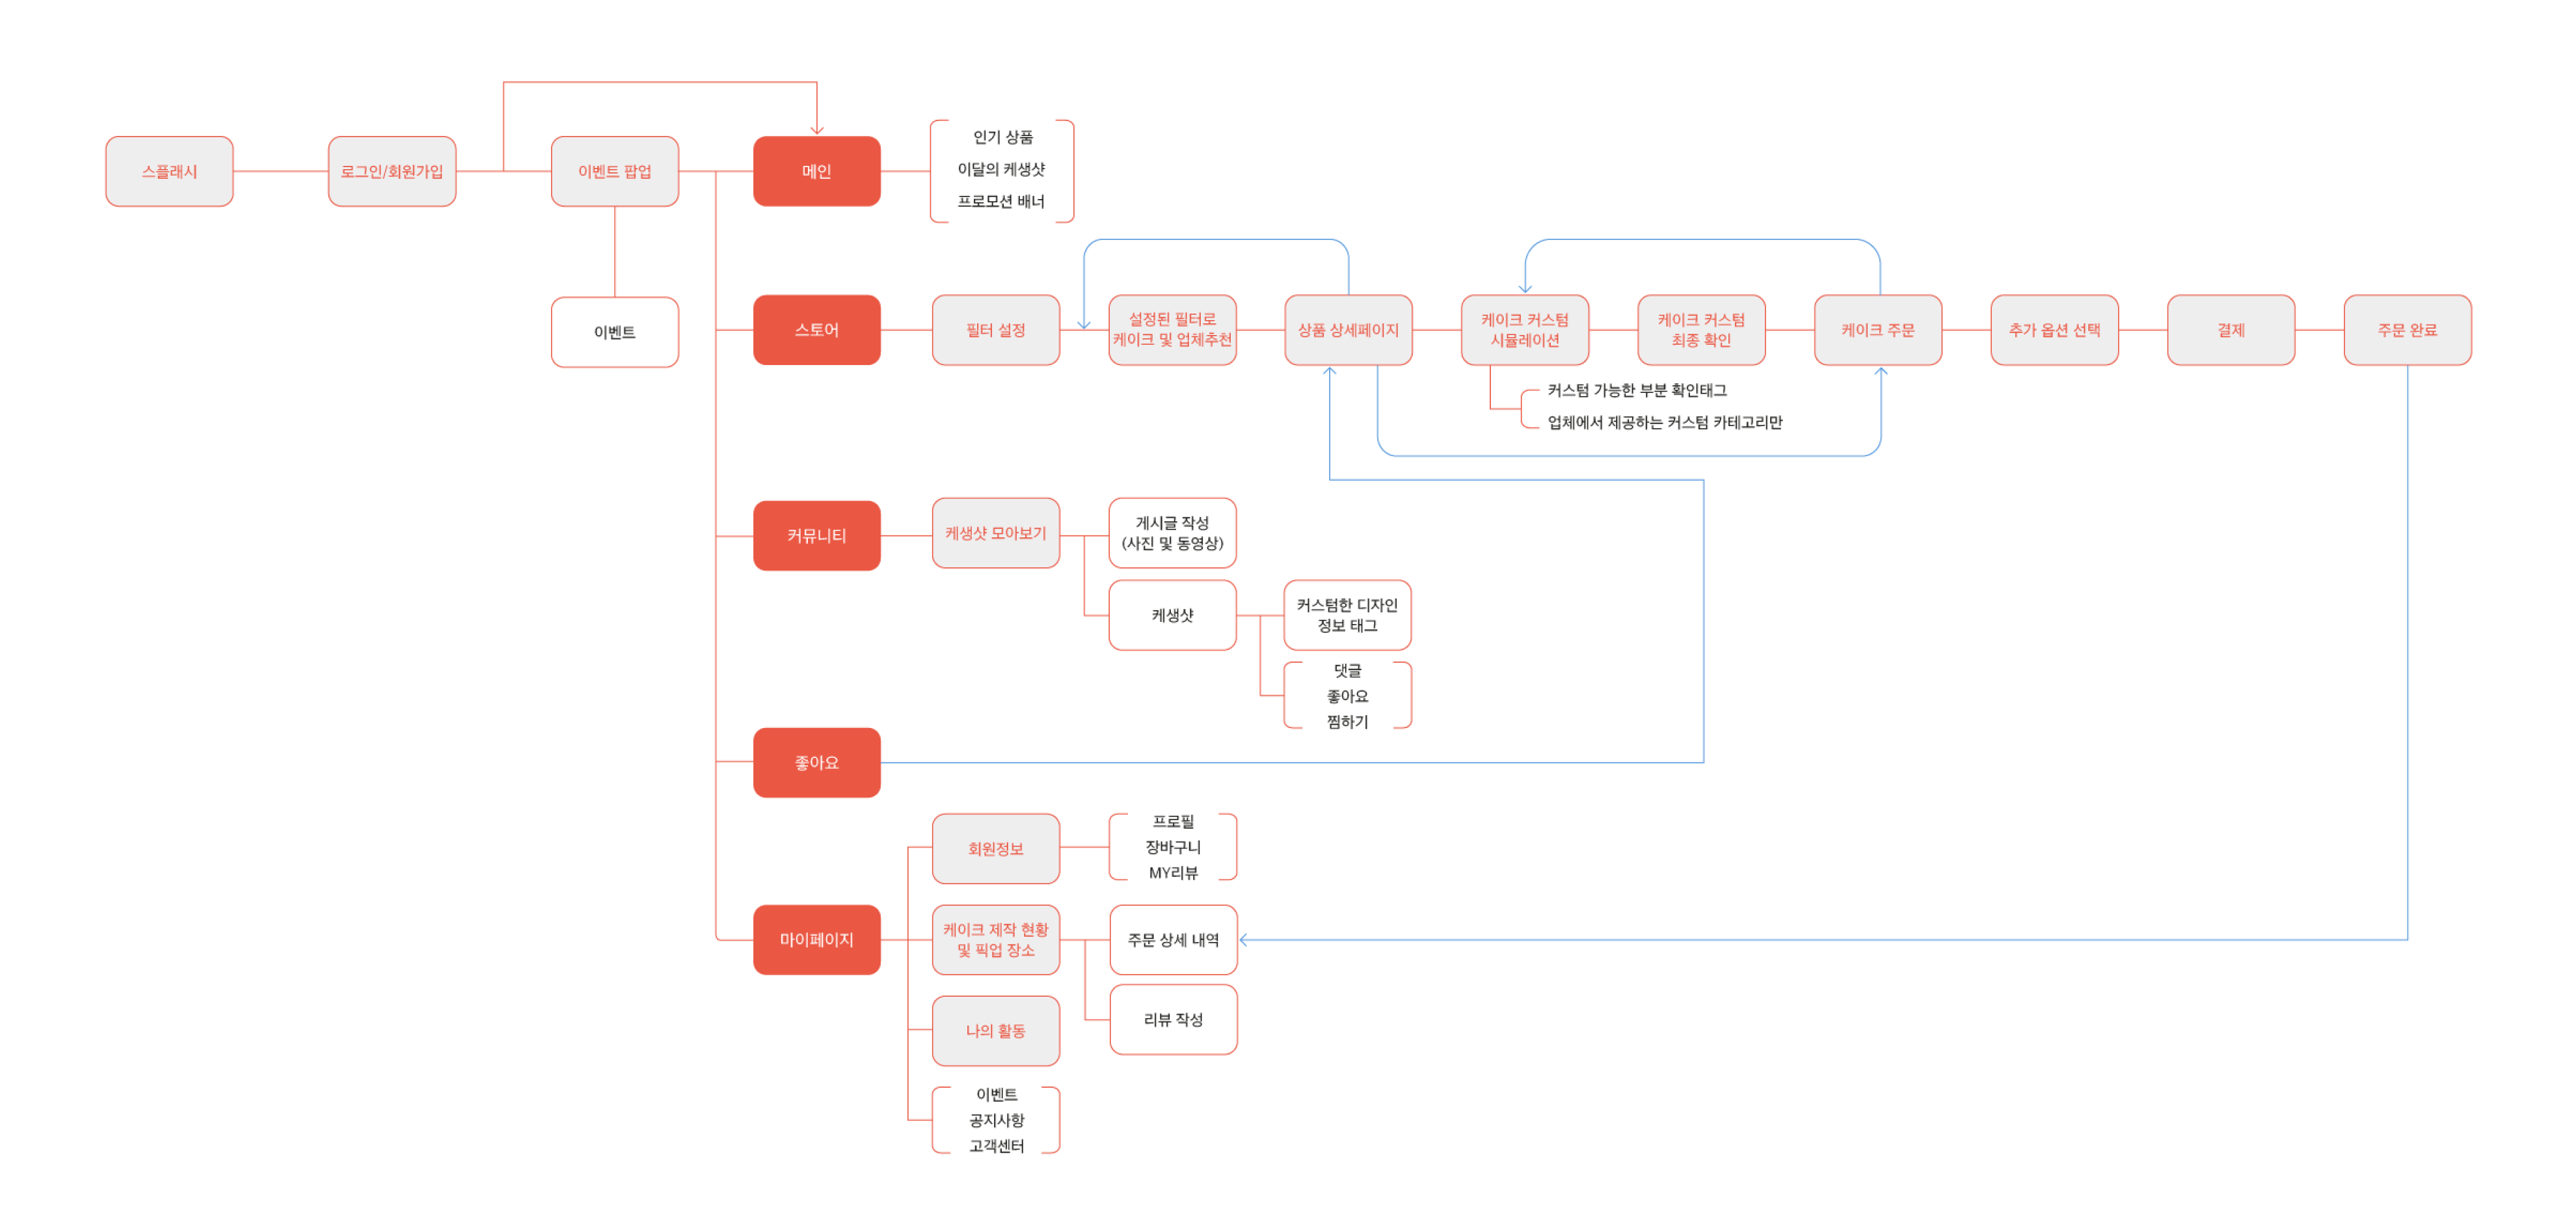 스플래시
로그인/회원가입
이벤트 팝업
메인
인기 상품
이달의 케생샷
프로모션 배너
이벤트
스토어
필터 설정
설정된 필터로
케이크 및 업체추천
상품 상세페이지
케이크 커스텀
시뮬레이션
케이크 커스텀
최종 확인
케이크 주문
추가 옵션 선택
결제
주문 완료
커스텀 가능한 부분 확인태그
업체에서 제공하는 커스텀 카테고리만
커뮤니티
케생샷 모아보기
게시글 작성
(사진 및 동영상)
케생샷
커스텀한 디자인
정보 태그
댓글
좋아요
찜하기
좋아요
마이페이지
회원정보
프로필
장바구니
MY리뷰
케이크 제작 현황
및 픽업 장소
주문 상세 내역
리뷰 작성
나의 활동
이벤트
공지사항
고객센터